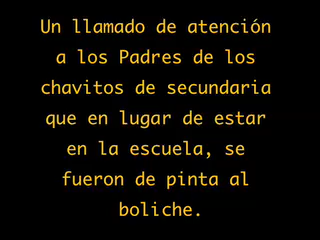 Un llamado de atención
a los Padres de los
chavitos de secundaria
que en lugar de estar
en la escuela, se
fueron de pinta al
boliche.